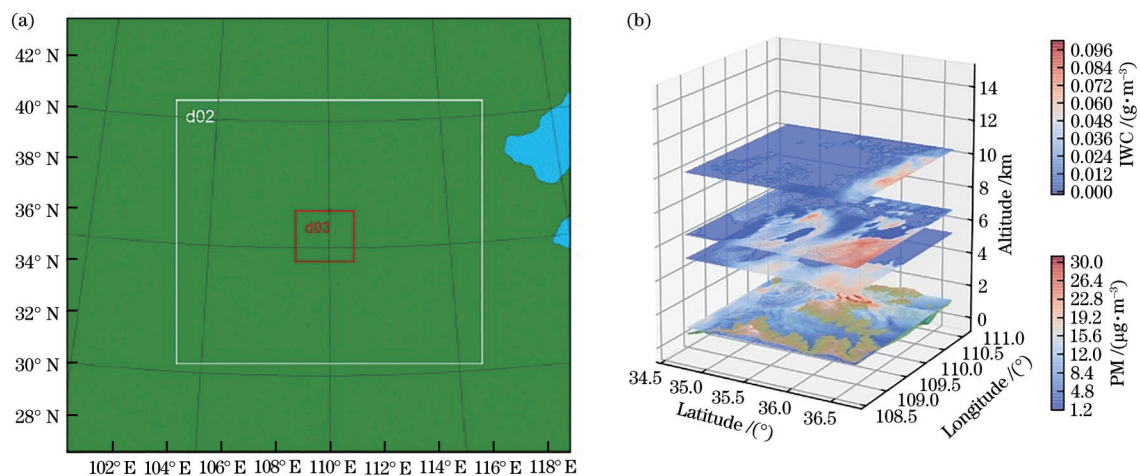 (a)
42° N
40° N
38° N
36° N
34° N
32° N
30° N
28° N
d02
d03
102° E 104° E 106° E 108° E 110° E 112° E 114° E 116° E 118° E
(b)
14
12
10
8
6
4
2
0
Altitude /km
34.5 35.0 35.5 36.0 36.5
Latitude /(°)
108.5 109.0 109.5 110.0 110.5 111.0
Longitude /(°)
0.096
0.084
0.072
0.060
0.048
0.036
0.024
0.012
0.000
IWC /(g·m⁻³)
30.0
26.4
22.8
19.2
15.6
12.0
8.4
4.8
1.2
PM /(μg·m⁻³)